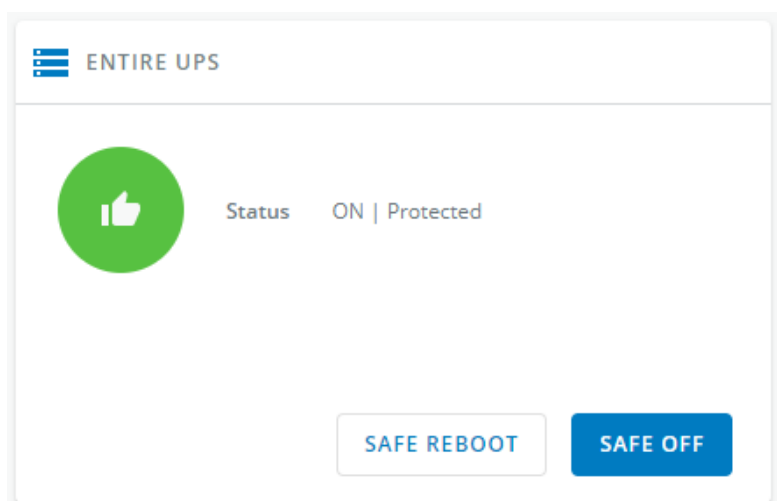 ENTIRE UPS
Status ON | Protected
SAFE REBOOT SAFE OFF